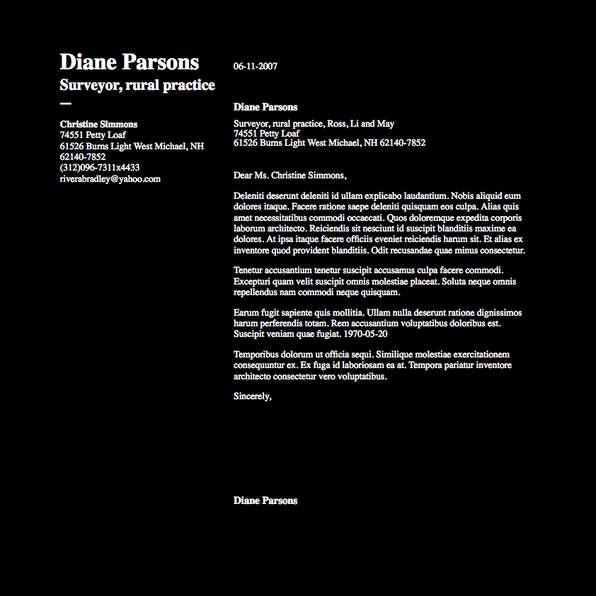 Diane Parsons
Surveyor, rural practice
Christine Simmons
74551 Petty Loaf
61526 Burns Light West Michael, NH
62140-7852
(312)096-7311x4433
riverabradley@yahoo.com
06-11-2007
Diane Parsons
Surveyor, rural practice, Ross, Li and May
74551 Petty Loaf
61526 Burns Light West Michael, NH 62140-7852
Dear Ms. Christine Simmons,
Deleniti deserunt deleniti id ullam explicabo laudantium. Nobis aliquid eum
dolores itaque. Facere ratione saepe deleniti quisquam eos culpa. Alias quis
amet necessitatibus commodi occaecati. Quos doloremque expedita corporis
laborum architecto. Reiciendis sit nesciunt id suscipit blanditiis maxime ea
dolores. At ipsa itaque facere officiis eveniet reiciendis harum sit. Et alias ex
inventore quod provident blanditiis. Odit recusandae quae minus consectetur.
Tenetur accusantium tenetur suscipit accusamus culpa facere commodi.
Excepturi quam velit suscipit omnis molestiae placeat. Soluta neque omnis
repellendus nam commodi neque quisquam.
Earum fugit sapiente quis mollitia. Ullam nulla deserunt ratione dignissimos
harum perferendis totam. Rem accusantium voluptatibus doloribus est.
Suscipit veniam quae fugiat. 1970-05-20
Temporibus dolorum ut officia sequi. Similique molestiae exercitationem
consequuntur ex. Ex fuga id laboriosam ea at. Tempora pariatur inventore
architecto consectetur vero voluptatibus.
Sincerely,
Diane Parsons